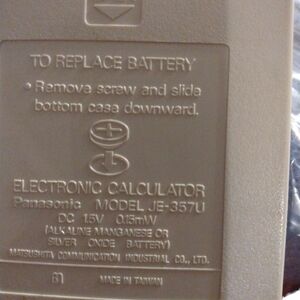 TO REPLACE BATTERY
• Remove screw and slide
bottom case downward.
ELECTRONIC CALCULATOR
Panasonic MODEL JE-357U
DC 1.5V 0.15mW
(ALKALINE MANGANESE OR
SILVER OXIDE BATTERY)
MATSUSHITA COMMUNICATION INDUSTRIAL CO., LTD.
MADE IN TAIWAN